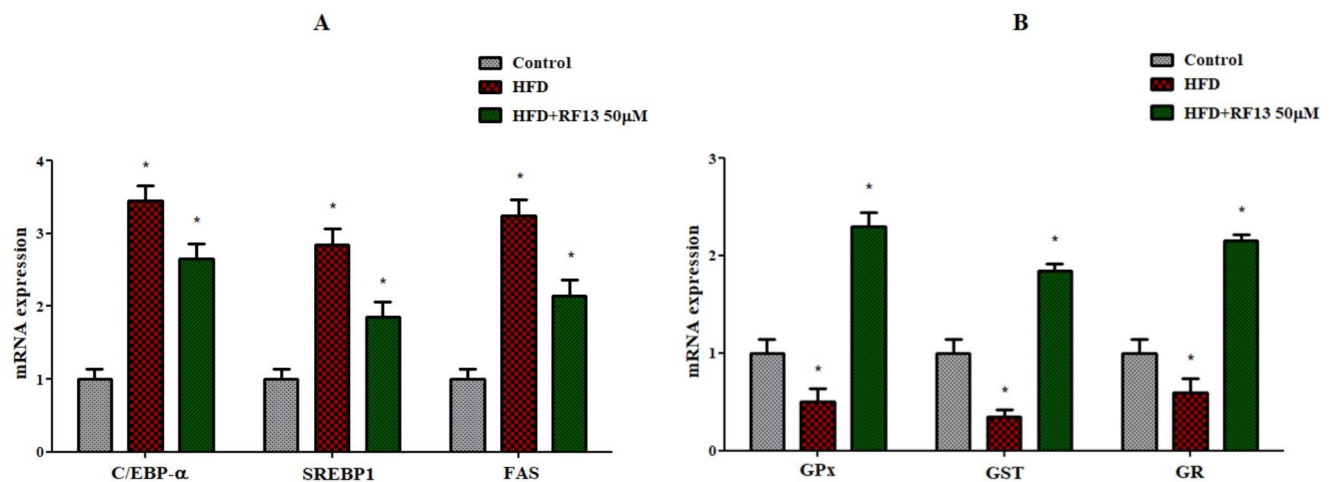 A
Control
HFD
HFD+RF13 50μM
mRNA expression
4
3
2
1
0
*
*
*
*
*
*
C/EBP-α
SREBP1
FAS
B
Control
HFD
HFD+RF13 50μM
mRNA expression
3
2
1
0
*
*
*
*
*
*
GPx
GST
GR